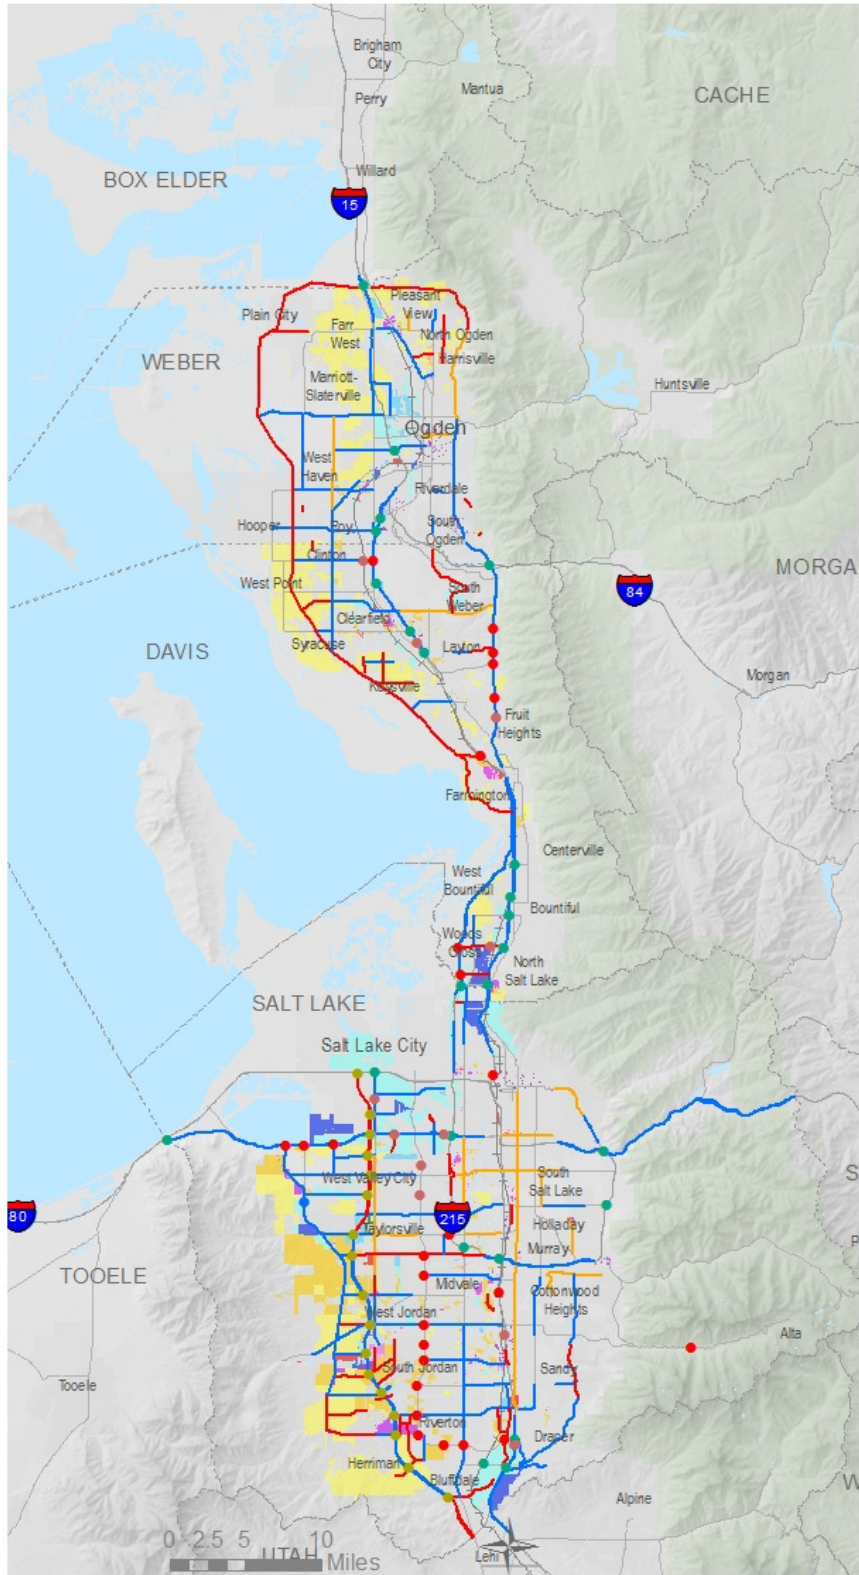 Brigham
City
CACHE
Mantua
Perry
Willard
BOX ELDER
15
Pleasant
View
Plain City
Farr
West
North Ogden
Harrisville
WEBER
Marriott-
Slaterville
Huntsville
Ogden
West
Haven
Riverdale
Hooper
Roy
South
Ogden
Clinton
MORGA
West Point
South
Weber
84
Clearfield
Syracuse
Layton
DAVIS
Morgan
Kaysville
Fruit
Heights
Farmington
Centerville
West
Bountiful
Bountiful
Woods
Cross
North
Salt Lake
SALT LAKE
Salt Lake City
West Valley City
South
Salt Lake
S
80
215
Holladay
Taylorsville
Murray
P
TOOELE
Midvale
Cottonwood
Heights
West Jordan
Alta
South Jordan
Sandy
Tooele
Riverton
Draper
Herriman
Bluffdale
W
Alpine
0 2.5 5 10
Miles
UTAH
Lehi